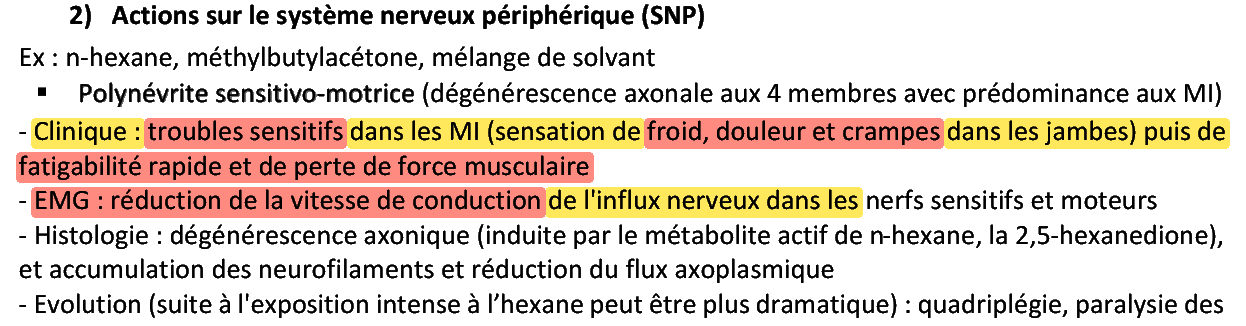 2) Actions sur le système nerveux périphérique (SNP)
Ex : n-hexane, méthylbutylacétone, mélange de solvant
▪ Polynévrite sensitivo-motrice (dégénérescence axonale aux 4 membres avec prédominance aux MI)
- Clinique : troubles sensitifs dans les MI (sensation de froid, douleur et crampes dans les jambes) puis de
fatigabilité rapide et de perte de force musculaire
- EMG : réduction de la vitesse de conduction de l'influx nerveux dans les nerfs sensitifs et moteurs
- Histologie : dégénérescence axonique (induite par le métabolite actif de n-hexane, la 2,5-hexanedione),
et accumulation des neurofilaments et réduction du flux axoplasmique
- Evolution (suite à l'exposition intense à l’hexane peut être plus dramatique) : quadriplégie, paralysie des